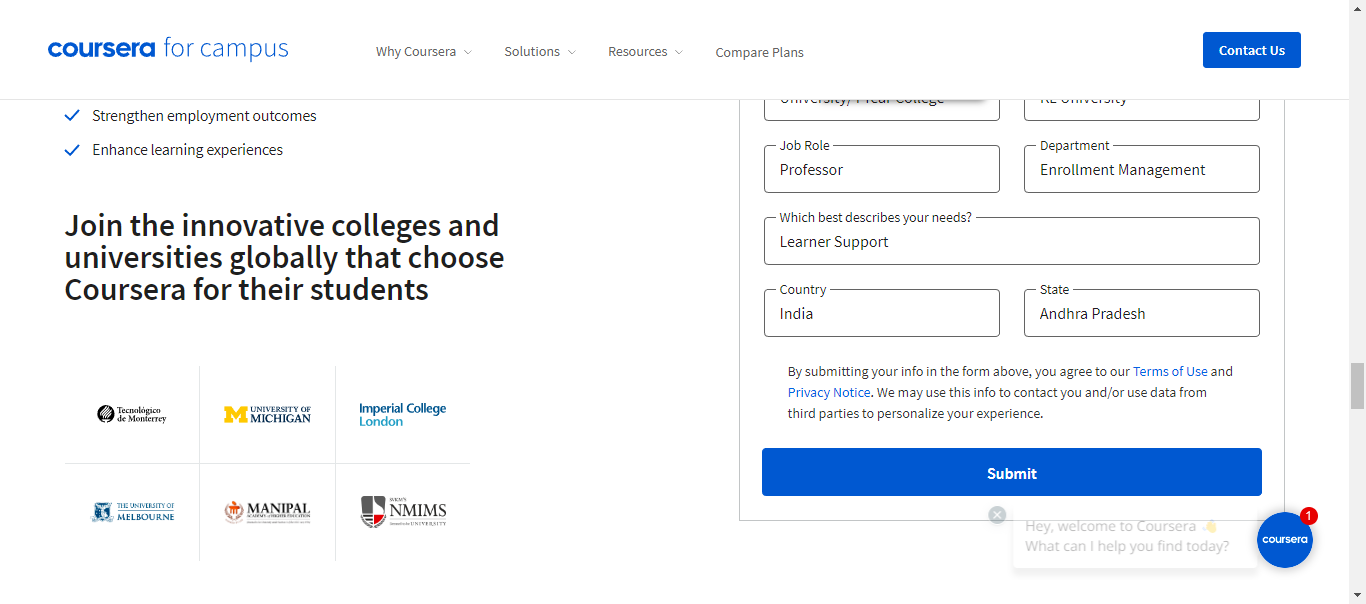 coursera for campus
Why Coursera
Solutions
Resources
Compare Plans
Contact Us
Strengthen employment outcomes
Enhance learning experiences
Join the innovative colleges and
universities globally that choose
Coursera for their students
Tecnológico
de Monterrey
UNIVERSITY OF
MICHIGAN
Imperial College
London
THE UNIVERSITY OF
MELBOURNE
MANIPAL
SVKM'S
NMIMS
KL University
Job Role
Professor
Department
Enrollment Management
Which best describes your needs?
Learner Support
Country
India
State
Andhra Pradesh
By submitting your info in the form above, you agree to our Terms of Use and
Privacy Notice. We may use this info to contact you and/or use data from
third parties to personalize your experience.
Submit
Hey, welcome to Coursera 👋
What can I help you find today?
coursera
1